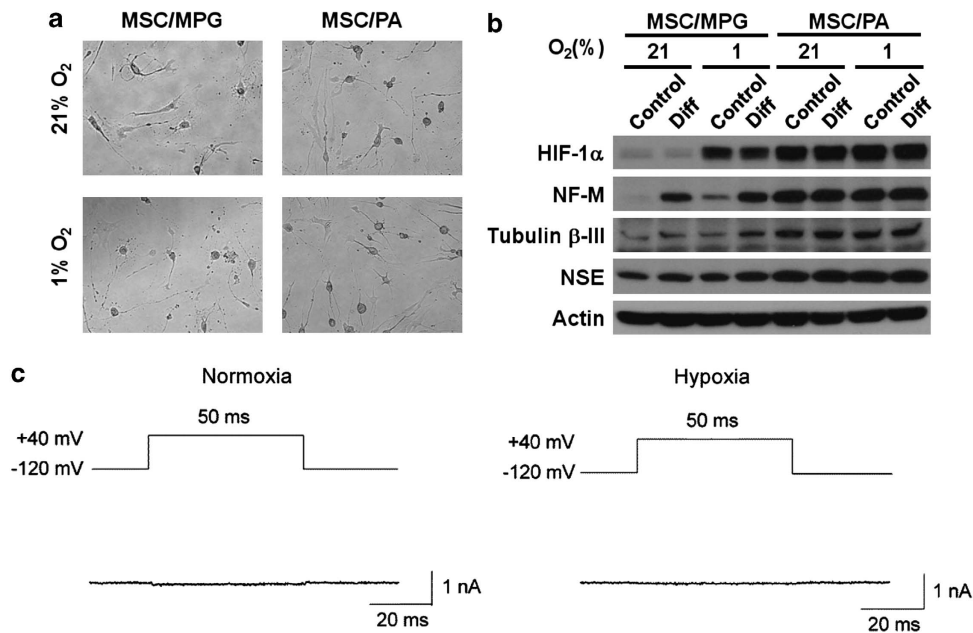 a
MSC/MPG MSC/PA
21% O2
1% O2
b
MSC/MPG MSC/PA
O2(%) 21 1 21 1
Control Diff Control Diff Control Diff Control Diff
HIF-1α
NF-M
Tubulin β-III
NSE
Actin
c
Normoxia
50 ms
+40 mV
-120 mV
1 nA
20 ms
Hypoxia
50 ms
+40 mV
-120 mV
1 nA
20 ms